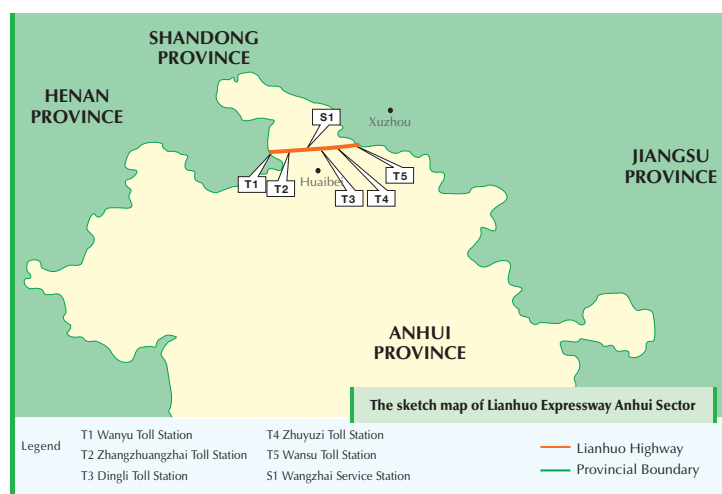 SHANDONG
PROVINCE
HENAN
PROVINCE
S1
Xuzhou
JIANGSU
PROVINCE
T1
T2
Huaibei
T3
T4
T5
ANHUI
PROVINCE
The sketch map of Lianhuo Expressway Anhui Sector
Legend
T1 Wanyu Toll Station
T2 Zhangzhuangzhai Toll Station
T3 Dingli Toll Station
T4 Zhuyuzi Toll Station
T5 Wansu Toll Station
S1 Wangzhai Service Station
Lianhuo Highway
Provincial Boundary